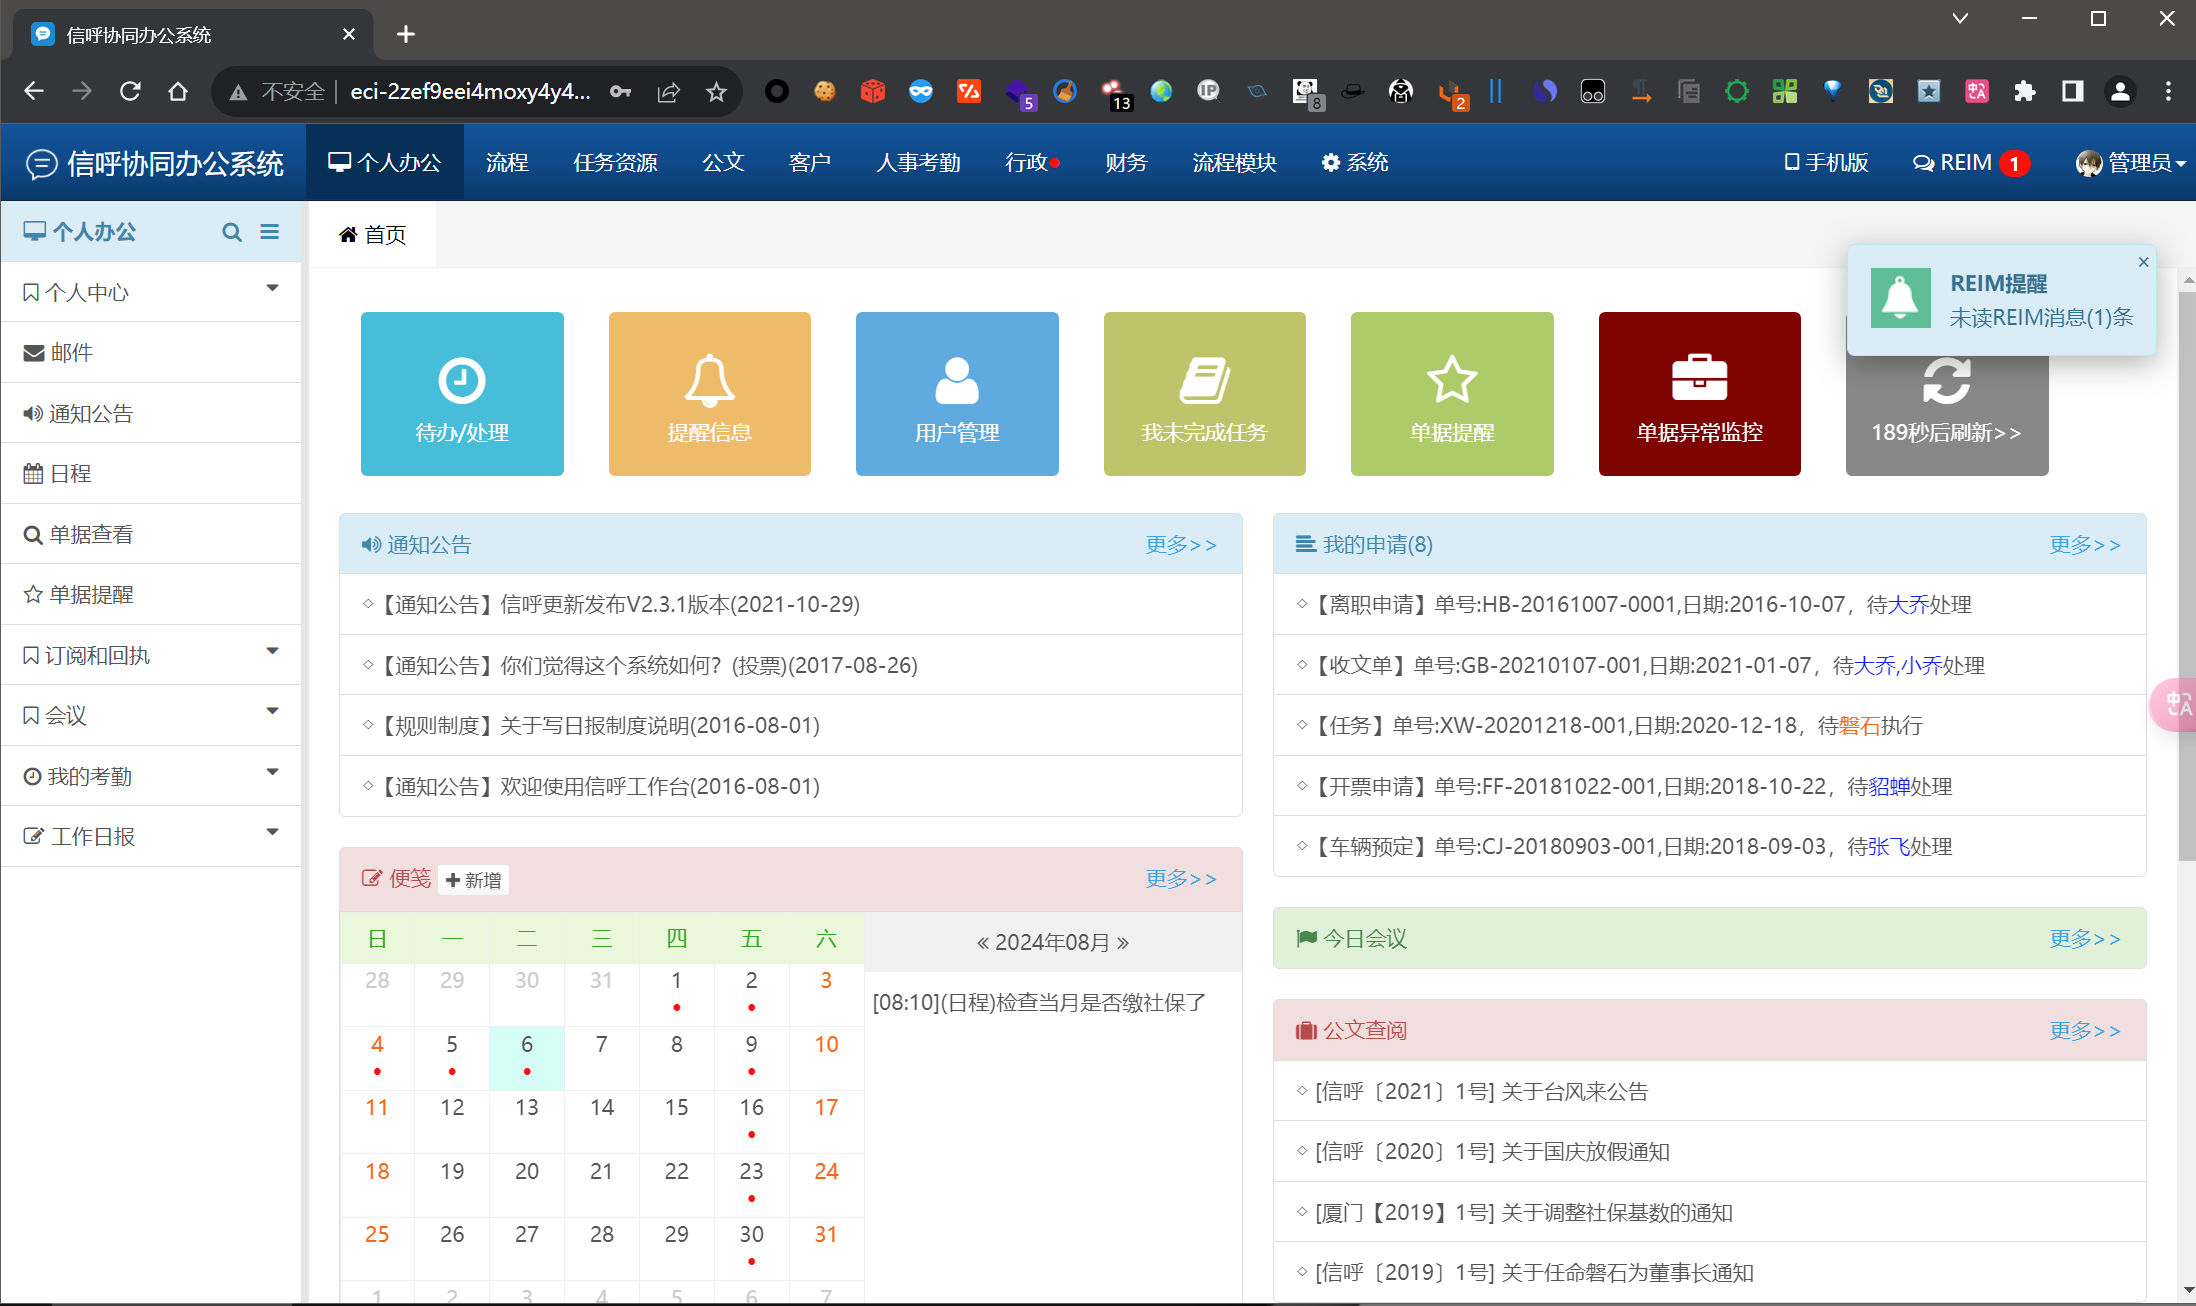 信呼协同办公系统
不安全 eci-2zef9eei4moxy4y4...
5
13
IP
8
2
信呼协同办公系统
个人办公
流程
任务资源
公文
客户
人事考勤
行政
财务
流程模块
系统
手机版
REIM 1
管理员
个人办公
个人中心
邮件
通知公告
日程
单据查看
单据提醒
订阅和回执
会议
我的考勤
工作日报
首页
REIM提醒
未读REIM消息(1)条
待办/处理
提醒信息
用户管理
我未完成任务
单据提醒
单据异常监控
189秒后刷新>>
通知公告 更多>>
◇【通知公告】信呼更新发布V2.3.1版本(2021-10-29)
◇【通知公告】你们觉得这个系统如何？(投票)(2017-08-26)
◇【规则制度】关于写日报制度说明(2016-08-01)
◇【通知公告】欢迎使用信呼工作台(2016-08-01)
我的申请(8) 更多>>
◇【离职申请】单号:HB-20161007-0001,日期:2016-10-07，待大乔处理
◇【收文单】单号:GB-20210107-001,日期:2021-01-07，待大乔,小乔处理
◇【任务】单号:XW-20201218-001,日期:2020-12-18，待磐石执行
◇【开票申请】单号:FF-20181022-001,日期:2018-10-22，待貂蝉处理
◇【车辆预定】单号:CJ-20180903-001,日期:2018-09-03，待张飞处理
便笺 新增 更多>>
日 一 二 三 四 五 六
28 29 30 31 1 2 3
4 5 6 7 8 9 10
11 12 13 14 15 16 17
18 19 20 21 22 23 24
25 26 27 28 29 30 31
1 2 3 4 5 6 7
« 2024年08月 »
[08:10](日程)检查当月是否缴社保了
今日会议 更多>>
公文查阅 更多>>
◇ [信呼〔2021〕1号] 关于台风来公告
◇ [信呼〔2020〕1号] 关于国庆放假通知
◇ [厦门【2019】1号] 关于调整社保基数的通知
◇ [信呼〔2019〕1号] 关于任命磐石为董事长通知
中A